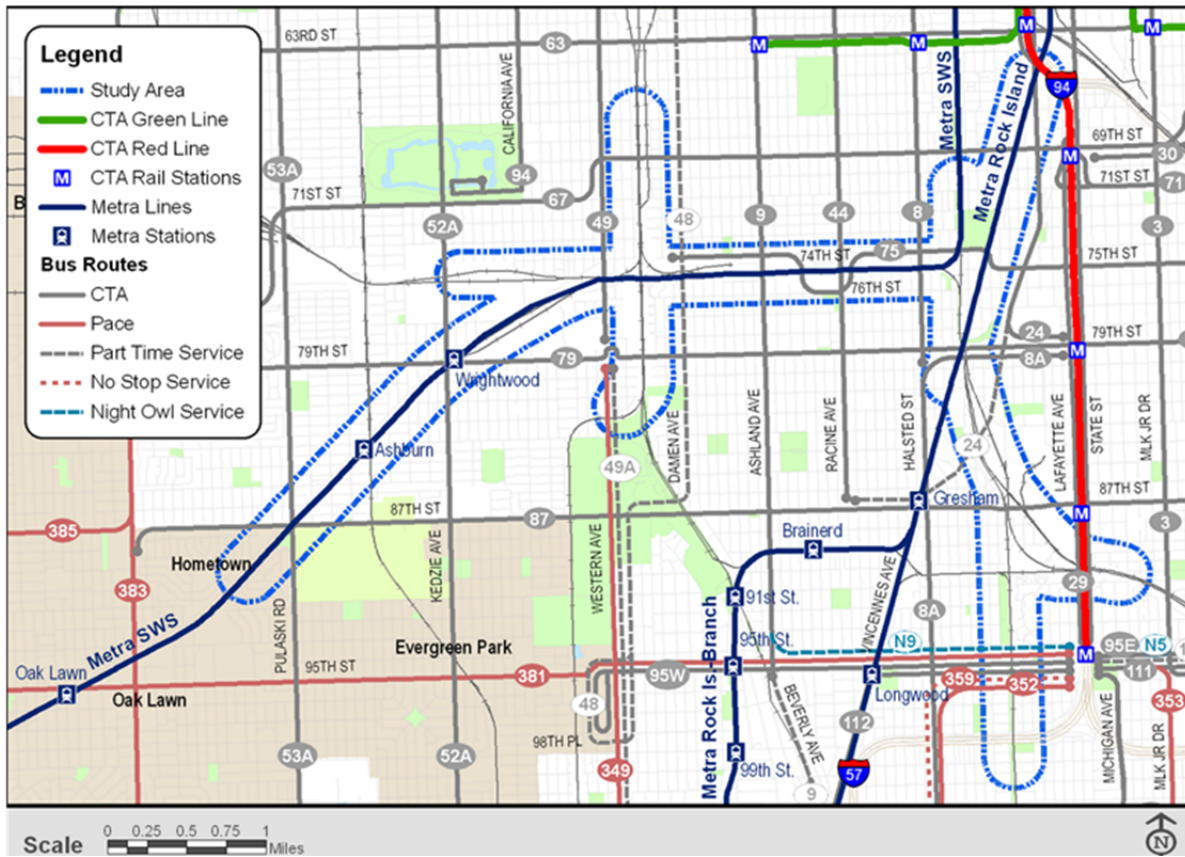 Legend
Study Area
CTA Green Line
CTA Red Line
M CTA Rail Stations
Metra Lines
Metra Stations
Bus Routes
CTA
Pace
Part Time Service
No Stop Service
Night Owl Service
63RD ST
63
CALIFORNIA AVE
94
Metra SWS
Metra Rock Island
M
M
M
M
94
53A
71ST ST
67
52A
49
48
9
44
8
69TH ST
30
71ST ST
71
M
3
B
74TH ST
75
75TH ST
76TH ST
79TH ST
79
Wrightwood
24
8A
79TH ST
M
Ashburn
49A
DAMEN AVE
ASHLAND AVE
RACINE AVE
HALSTED ST
24
LAFAYETTE AVE
STATE ST
MLK JR DR
385
87TH ST
87
Gresham
87TH ST
M
3
Hometown
383
KEDZIE AVE
WESTERN AVE
Brainerd
PULASKI RD
91st St.
VINCENNES AVE
8A
29
Metra SWS
Evergreen Park
95th St.
N9
M
95E
N5
1
Oak Lawn
95TH ST
381
95W
Longwood
359
352
111
353
Oak Lawn
48
Metra Rock Is.-Branch
BEVERLY AVE
112
MICHIGAN AVE
MLK JR DR
53A
52A
98TH PL
349
99th St.
9
57
Scale
0 0.25 0.5 0.75 1
Miles
N